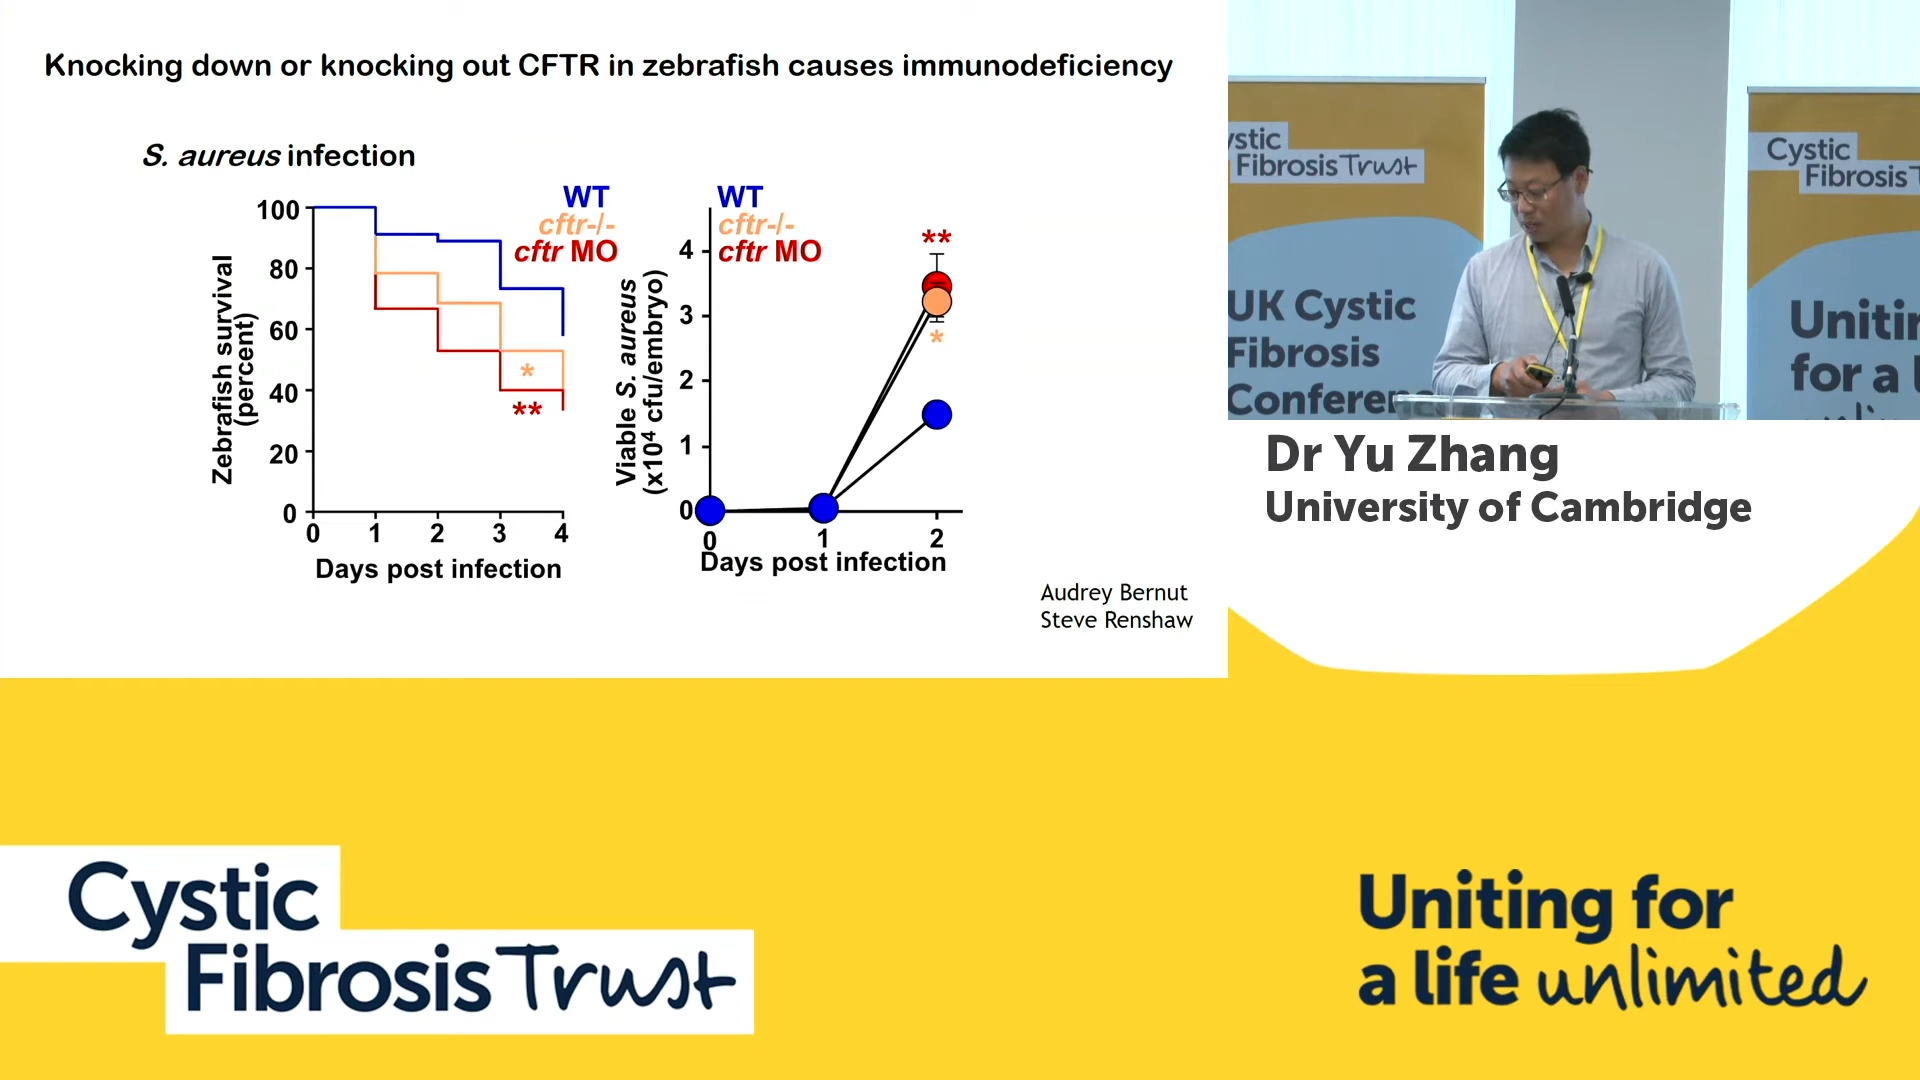 Knocking down or knocking out CFTR in zebrafish causes immunodeficiency
S. aureus infection
WT
cftr-/-
cftr MO
Zebrafish survival
(percent)
100
80
60
40
20
0
*
**
0 1 2 3 4
Days post infection
WT
cftr-/-
cftr MO
Viable S. aureus
(x10⁴ cfu/embryo)
4
3
2
1
0
**
*
0 1 2
Days post infection
Audrey Bernut
Steve Renshaw
ystic
Fibrosis Trust
UK Cystic
Fibrosis
Conferen
Cystic
Fibrosis T
Unitin
for a l
Dr Yu Zhang
University of Cambridge
Cystic
Fibrosis Trust
Uniting for
a life unlimited